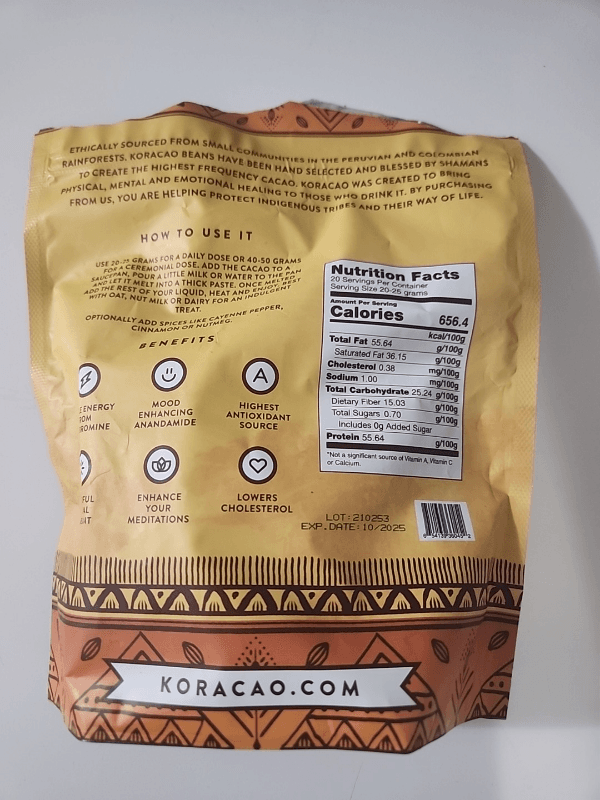 ETHICALLY SOURCED FROM SMALL COMMUNITIES IN THE PERUVIAN AND COLOMBIAN
RAINFORESTS. KORACAO BEANS HAVE BEEN HAND SELECTED AND BLESSED BY SHAMANS
TO CREATE THE HIGHEST FREQUENCY CACAO. KORACAO WAS CREATED TO BRING
PHYSICAL, MENTAL AND EMOTIONAL HEALING TO THOSE WHO DRINK IT. BY PURCHASING
FROM US, YOU ARE HELPING PROTECT INDIGENOUS TRIBES AND THEIR WAY OF LIFE.
HOW TO USE IT
USE 20-25 GRAMS FOR A DAILY DOSE OR 40-50 GRAMS
FOR A CEREMONIAL DOSE. ADD THE CACAO TO A
SAUCEPAN, POUR A LITTLE MILK OR WATER TO THE PAN
AND LET IT MELT INTO A THICK PASTE. ONCE MELTED,
ADD THE REST OF YOUR LIQUID, HEAT AND ENJOY. BEST
WITH OAT, NUT MILK OR DAIRY FOR AN INDULGENT
TREAT.
OPTIONALLY ADD SPICES LIKE CAYENNE PEPPER,
CINNAMON OR NUTMEG.
BENEFITS
ENERGY
MOOD
ENHANCING
ANANDAMIDE
A
HIGHEST
ANTIOXIDANT
SOURCE
ENHANCE
YOUR
MEDITATIONS
LOWERS
CHOLESTEROL
Nutrition Facts
20 Servings Per Container
Serving Size 20-25 grams
Amount Per Serving
Calories 656.4
kcal/100g
Total Fat 55.64 g/100g
Saturated Fat 36.15 g/100g
Cholesterol 0.38 mg/100g
Sodium 1.00 mg/100g
Total Carbohydrate 25.24 g/100g
Dietary Fiber 15.03 g/100g
Total Sugars 0.70 g/100g
Includes 0g Added Sugar
Protein 55.64 g/100g
*Not a significant source of Vitamin A, Vitamin C
or Calcium.
LOT:210253
EXP.DATE:10/2025
KORACAO.COM